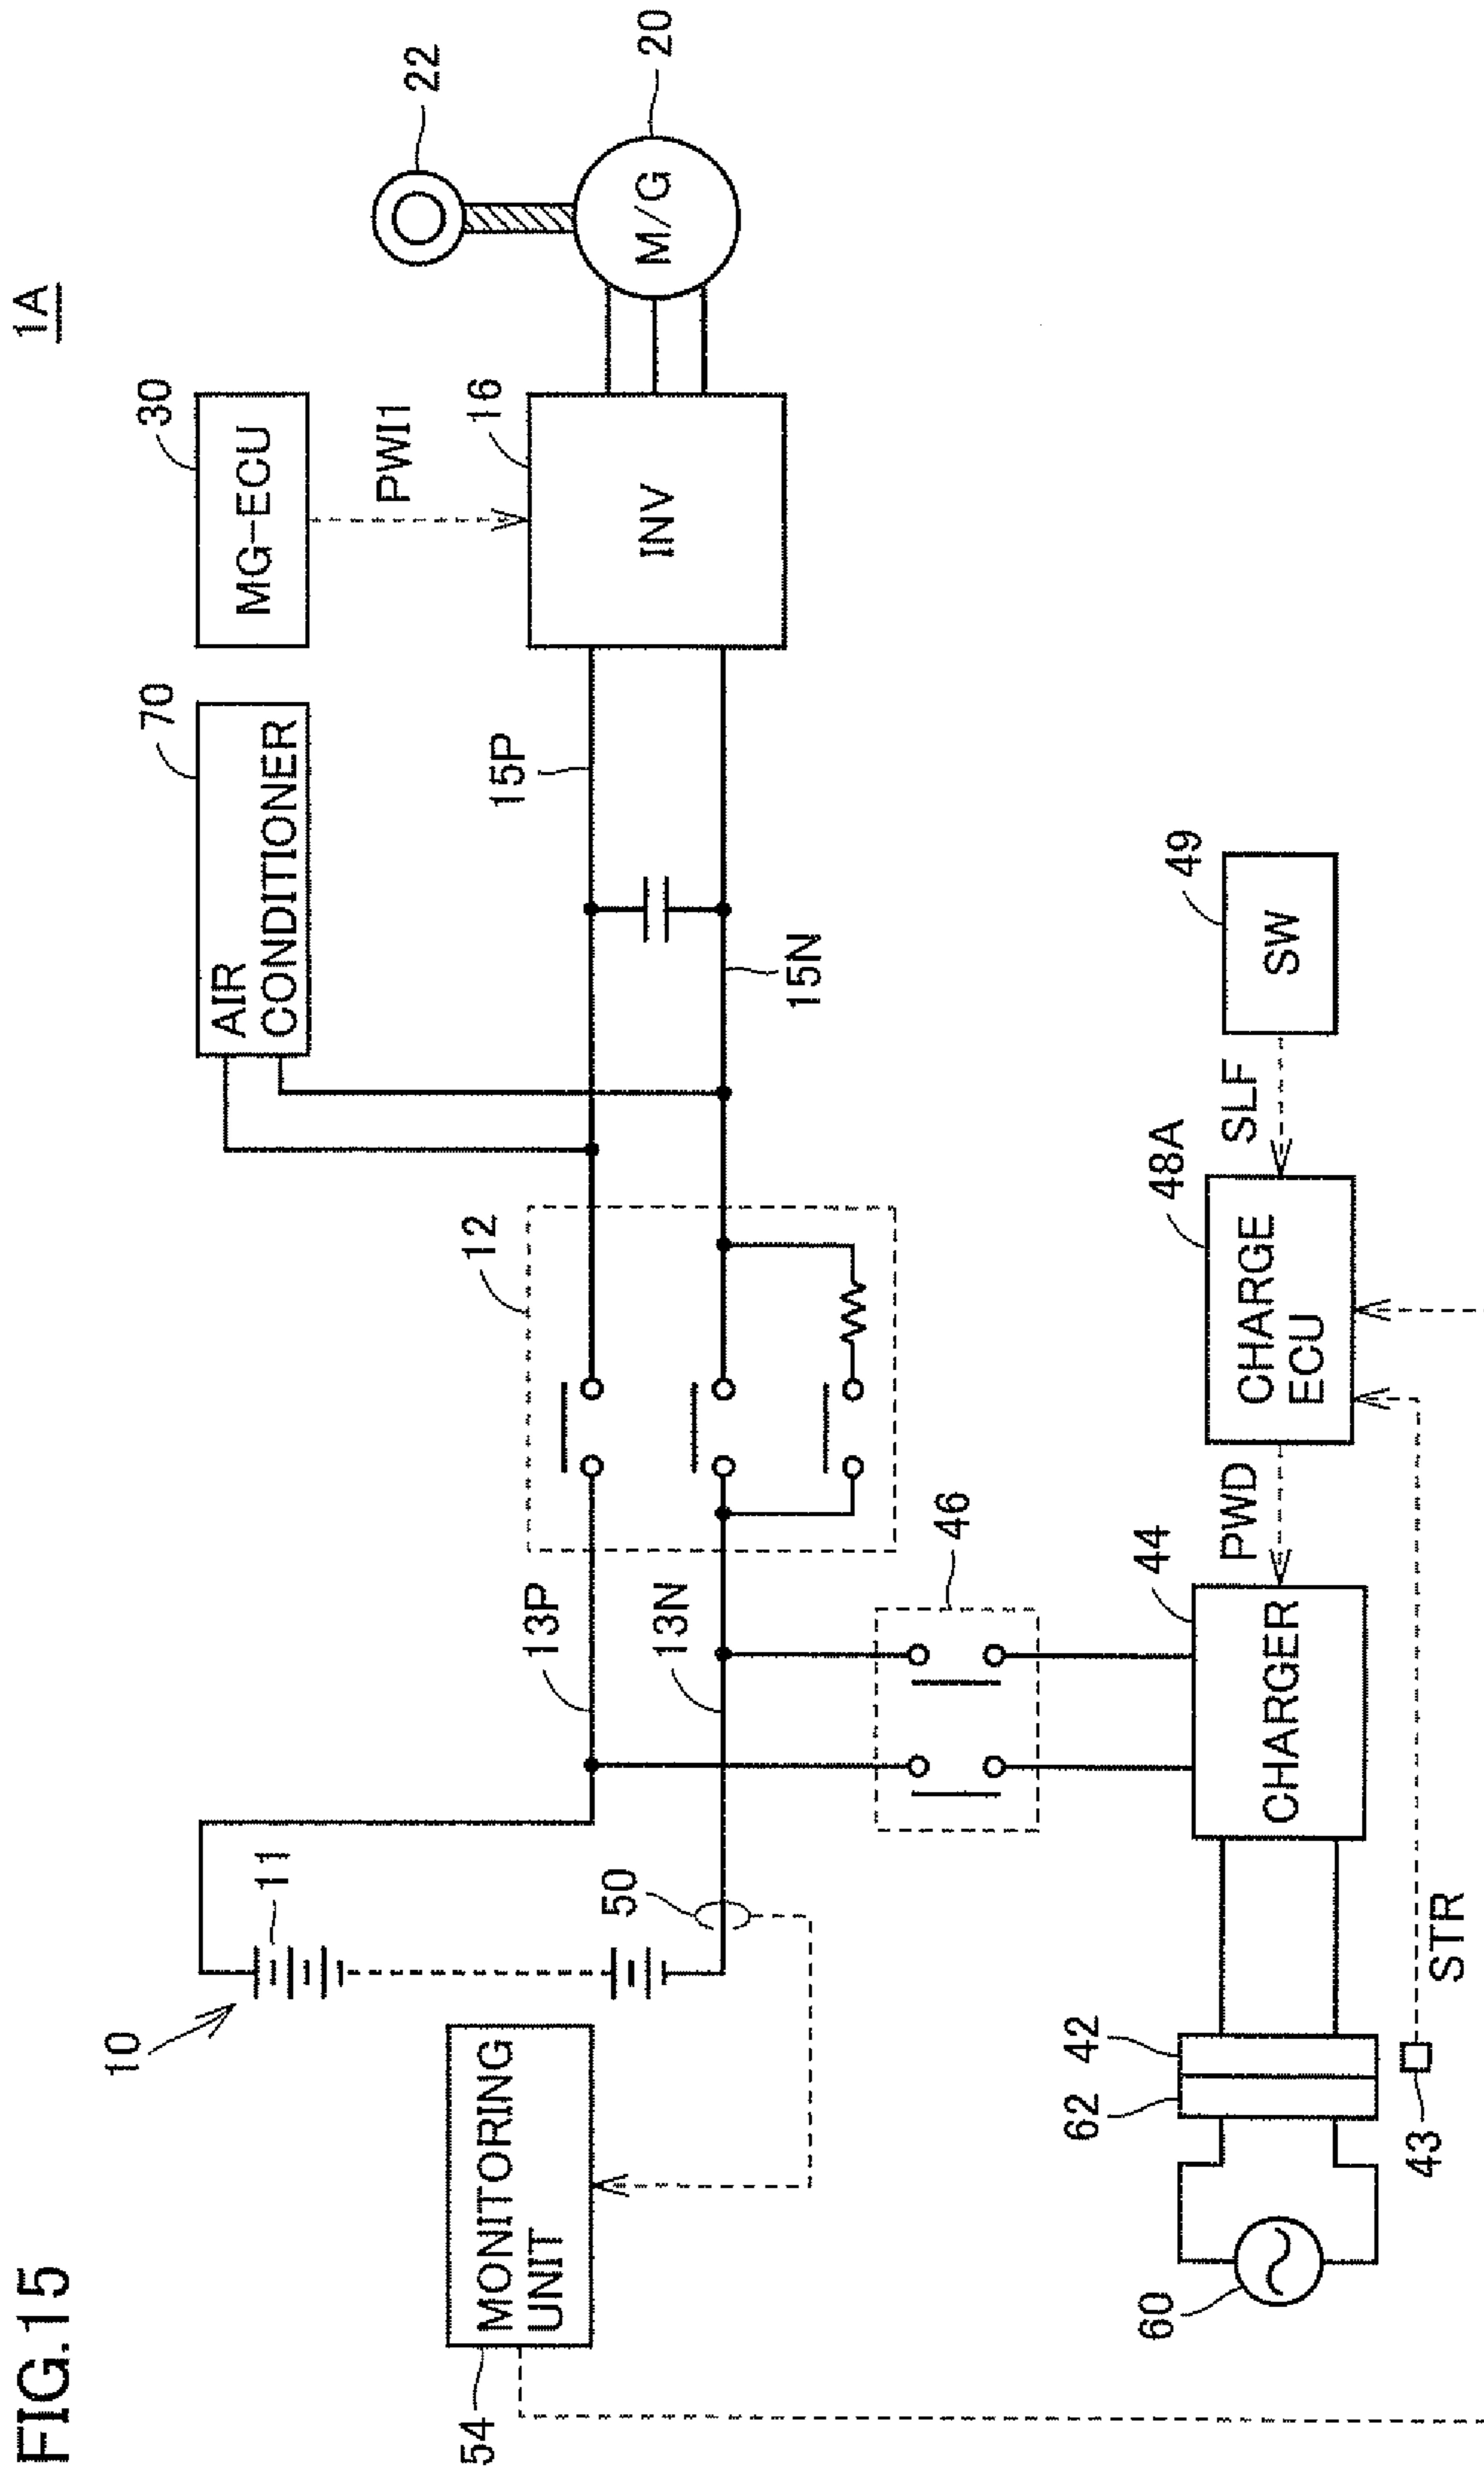 FIG.15
1A
10
11
54
MONITORING
UNIT
50
13P
13N
12
46
70
AIR
CONDITIONER
15P
15N
30
MG-ECU
PWI1
16
INV
22
20
M/G
60
62
42
43
STR
44
CHARGER
PWD
48A
CHARGE
ECU
SLF
49
SW